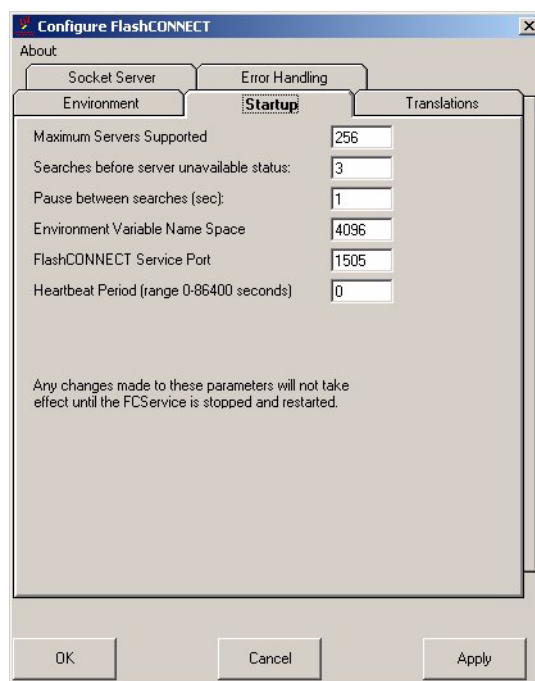 Configure FlashCONNECT
About
Socket Server
Error Handling
Environment
Startup
Translations
Maximum Servers Supported 256
Searches before server unavailable status: 3
Pause between searches (sec): 1
Environment Variable Name Space 4096
FlashCONNECT Service Port 1505
Heartbeat Period (range 0-86400 seconds) 0
Any changes made to these parameters will not take
effect until the FCService is stopped and restarted.
OK
Cancel
Apply